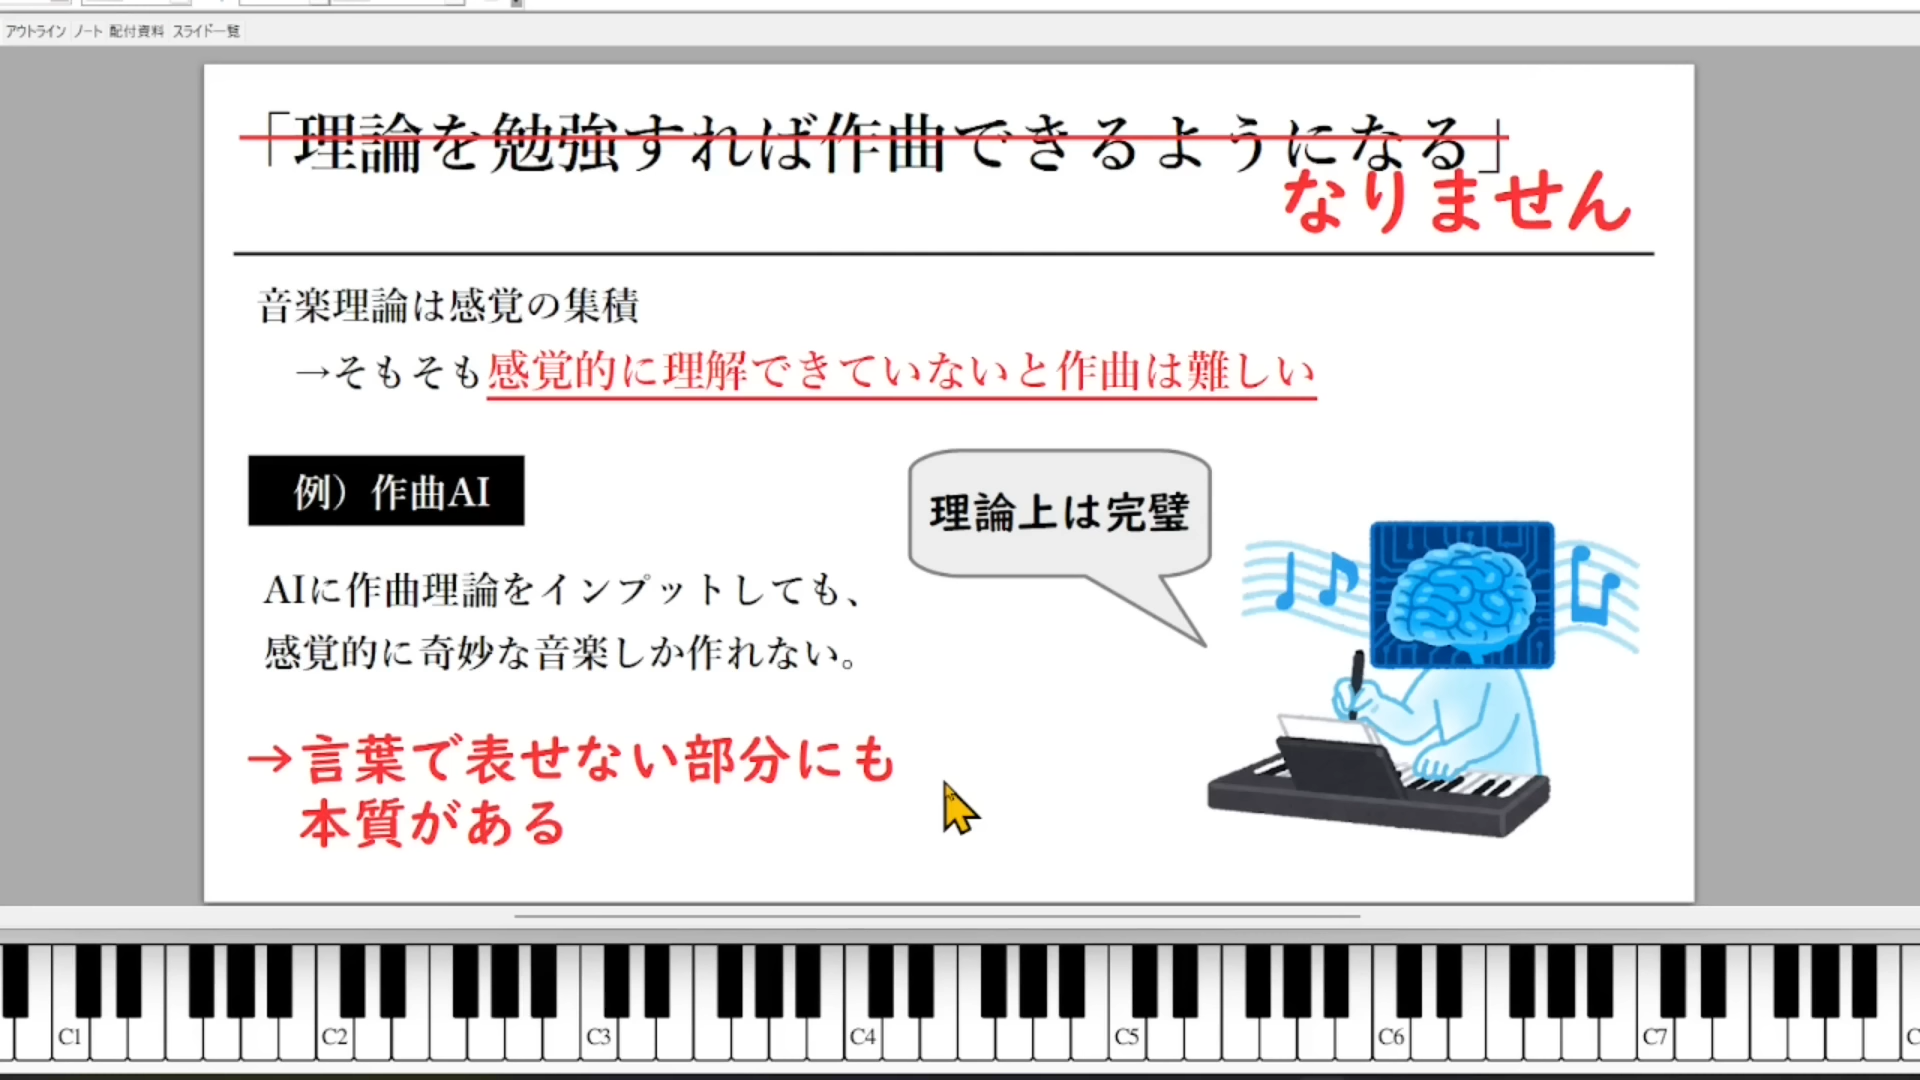 アウトライン ノート 配付資料 スライド一覧
「理論を勉強すれば作曲できるようになる」
なりません
音楽理論は感覚の集積
→そもそも感覚的に理解できていないと作曲は難しい
例）作曲AI
理論上は完璧
AIに作曲理論をインプットしても、
感覚的に奇妙な音楽しか作れない。
→言葉で表せない部分にも
本質がある
C1 C2 C3 C4 C5 C6 C7